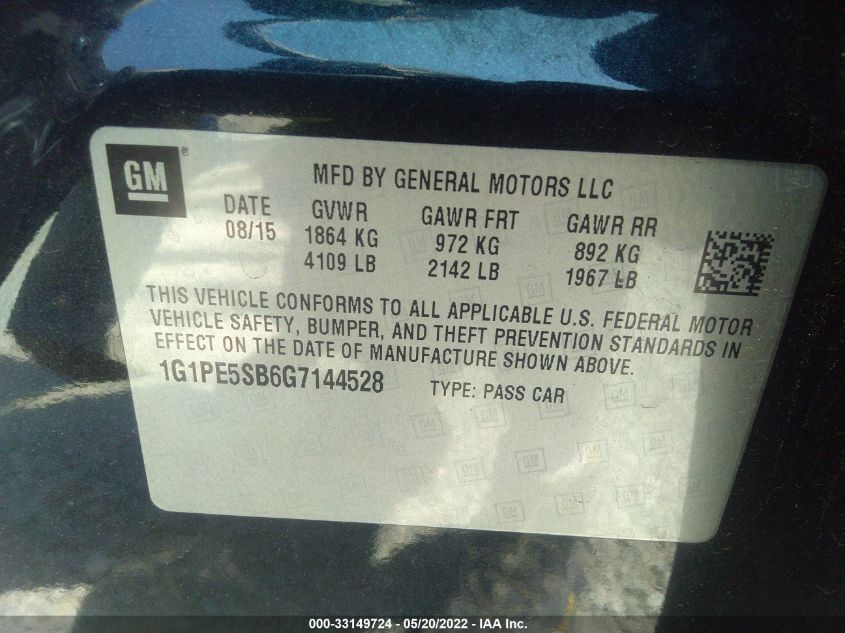 GM ®
MFD BY GENERAL MOTORS LLC
DATE GVWR GAWR FRT GAWR RR
08/15 1864 KG 972 KG 892 KG
4109 LB 2142 LB 1967 LB
THIS VEHICLE CONFORMS TO ALL APPLICABLE U.S. FEDERAL MOTOR
VEHICLE SAFETY, BUMPER, AND THEFT PREVENTION STANDARDS IN
EFFECT ON THE DATE OF MANUFACTURE SHOWN ABOVE.
1G1PE5SB6G7144528 TYPE: PASS CAR
000-33149724 - 05/20/2022 - IAA Inc.